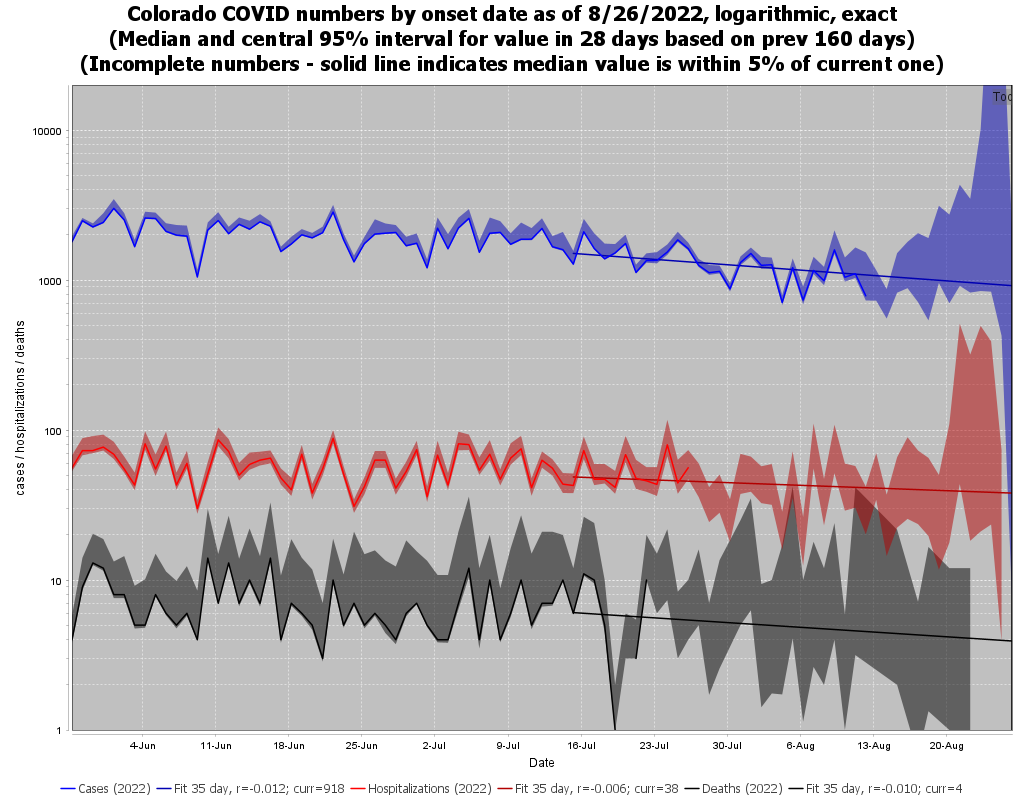 Colorado COVID numbers by onset date as of 8/26/2022, logarithmic, exact
(Median and central 95% interval for value in 28 days based on prev 160 days)
(Incomplete numbers - solid line indicates median value is within 5% of current one)
10000
1000
100
10
1
cases / hospitalizations / deaths
4-Jun 11-Jun 18-Jun 25-Jun 2-Jul 9-Jul 16-Jul 23-Jul 30-Jul 6-Aug 13-Aug 20-Aug
Date
Cases (2022) Fit 35 day, r=-0.012; curr=918 Hospitalizations (2022) Fit 35 day, r=-0.006; curr=38 Deaths (2022) Fit 35 day, r=-0.010; curr=4